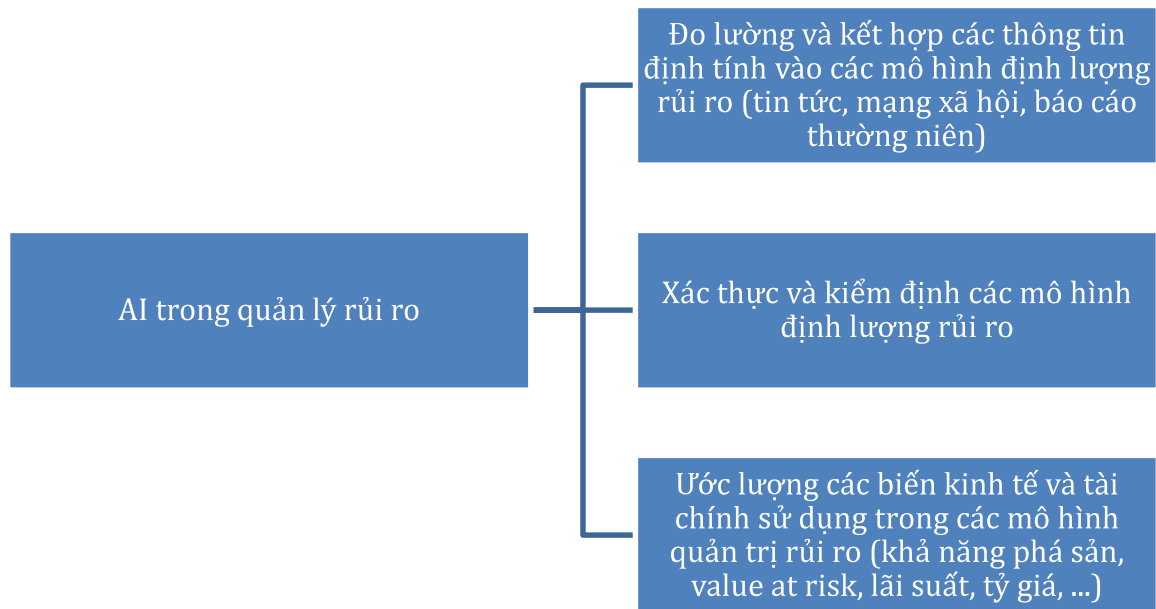 AI trong quản lý rủi ro
Đo lường và kết hợp các thông tin
định tính vào các mô hình định lượng
rủi ro (tin tức, mạng xã hội, báo cáo
thường niên)
Xác thực và kiểm định các mô hình
định lượng rủi ro
Ước lượng các biến kinh tế và tài
chính sử dụng trong các mô hình
quản trị rủi ro (khả năng phá sản,
value at risk, lãi suất, tỷ giá, ...)